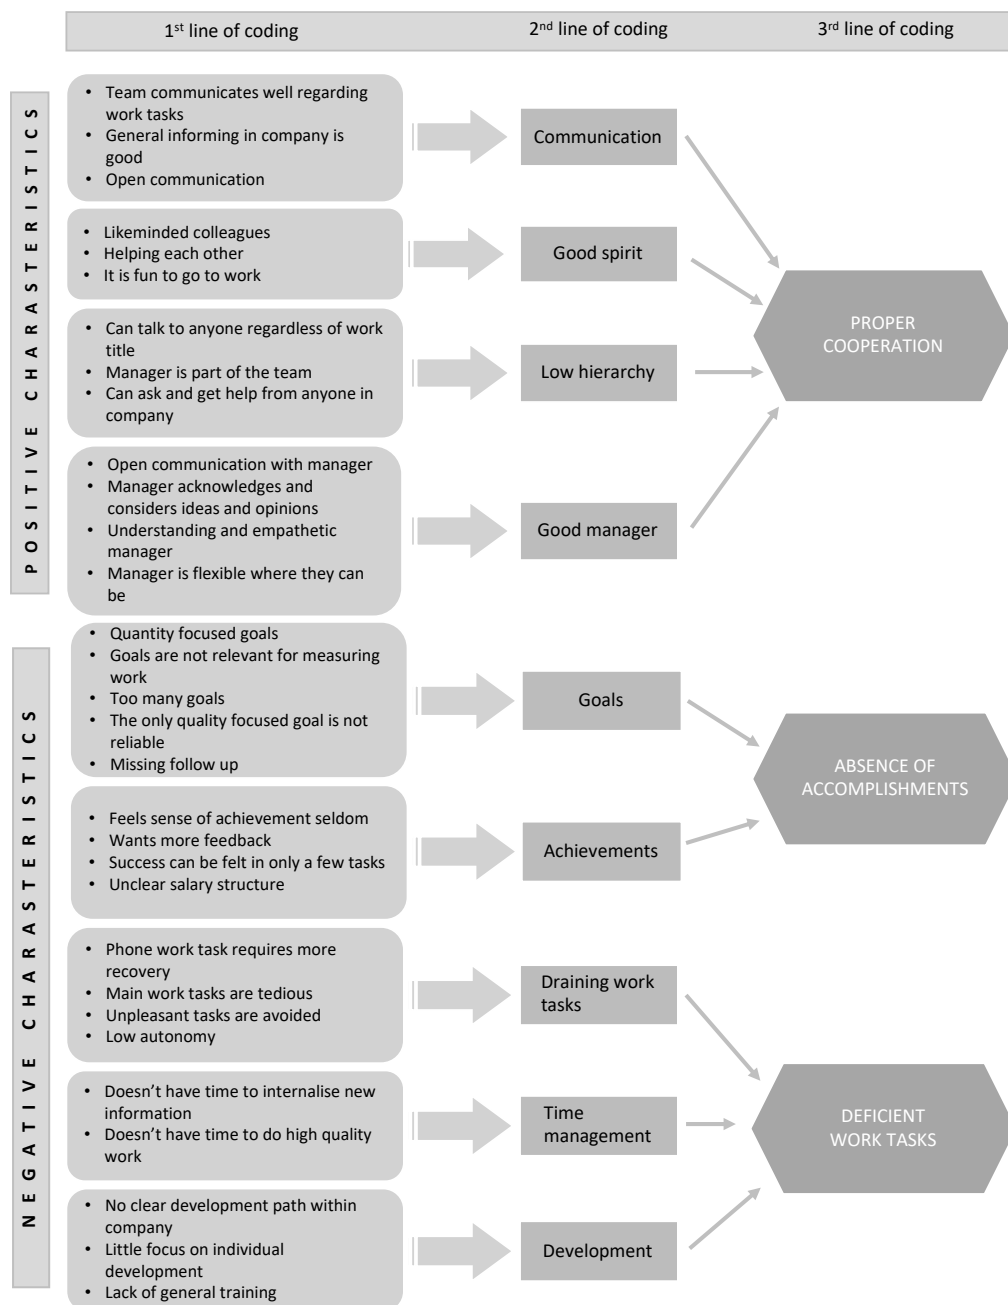 1st line of coding
2nd line of coding
3rd line of coding
POSITIVE CHARASTERISTICS
• Team communicates well regarding
work tasks
• General informing in company is
good
• Open communication
Communication
• Likeminded colleagues
• Helping each other
• It is fun to go to work
Good spirit
• Can talk to anyone regardless of work
title
• Manager is part of the team
• Can ask and get help from anyone in
company
Low hierarchy
• Open communication with manager
• Manager acknowledges and
considers ideas and opinions
• Understanding and empathetic
manager
• Manager is flexible where they can
be
Good manager
PROPER
COOPERATION
NEGATIVE CHARASTERISTICS
• Quantity focused goals
• Goals are not relevant for measuring
work
• Too many goals
• The only quality focused goal is not
reliable
• Missing follow up
Goals
• Feels sense of achievement seldom
• Wants more feedback
• Success can be felt in only a few tasks
• Unclear salary structure
Achievements
ABSENCE OF
ACCOMPLISHMENTS
• Phone work task requires more
recovery
• Main work tasks are tedious
• Unpleasant tasks are avoided
• Low autonomy
Draining work
tasks
• Doesn’t have time to internalise new
information
• Doesn’t have time to do high quality
work
Time
management
• No clear development path within
company
• Little focus on individual
development
• Lack of general training
Development
DEFICIENT
WORK TASKS